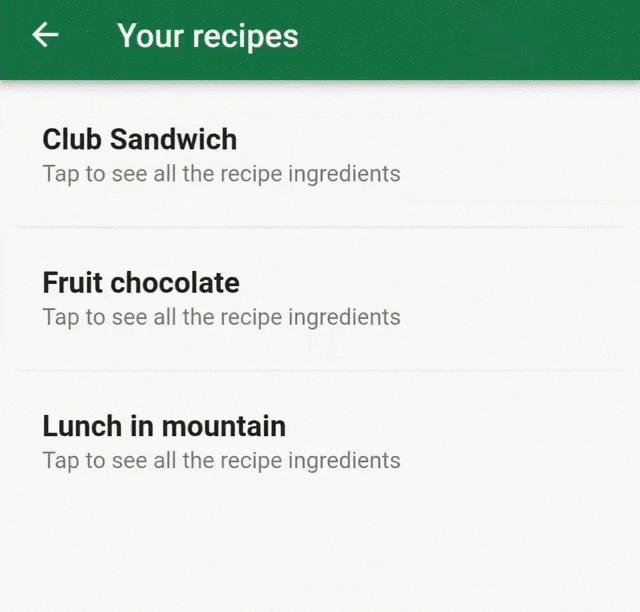 Your recipes
Club Sandwich
Tap to see all the recipe ingredients
Fruit chocolate
Tap to see all the recipe ingredients
Lunch in mountain
Tap to see all the recipe ingredients